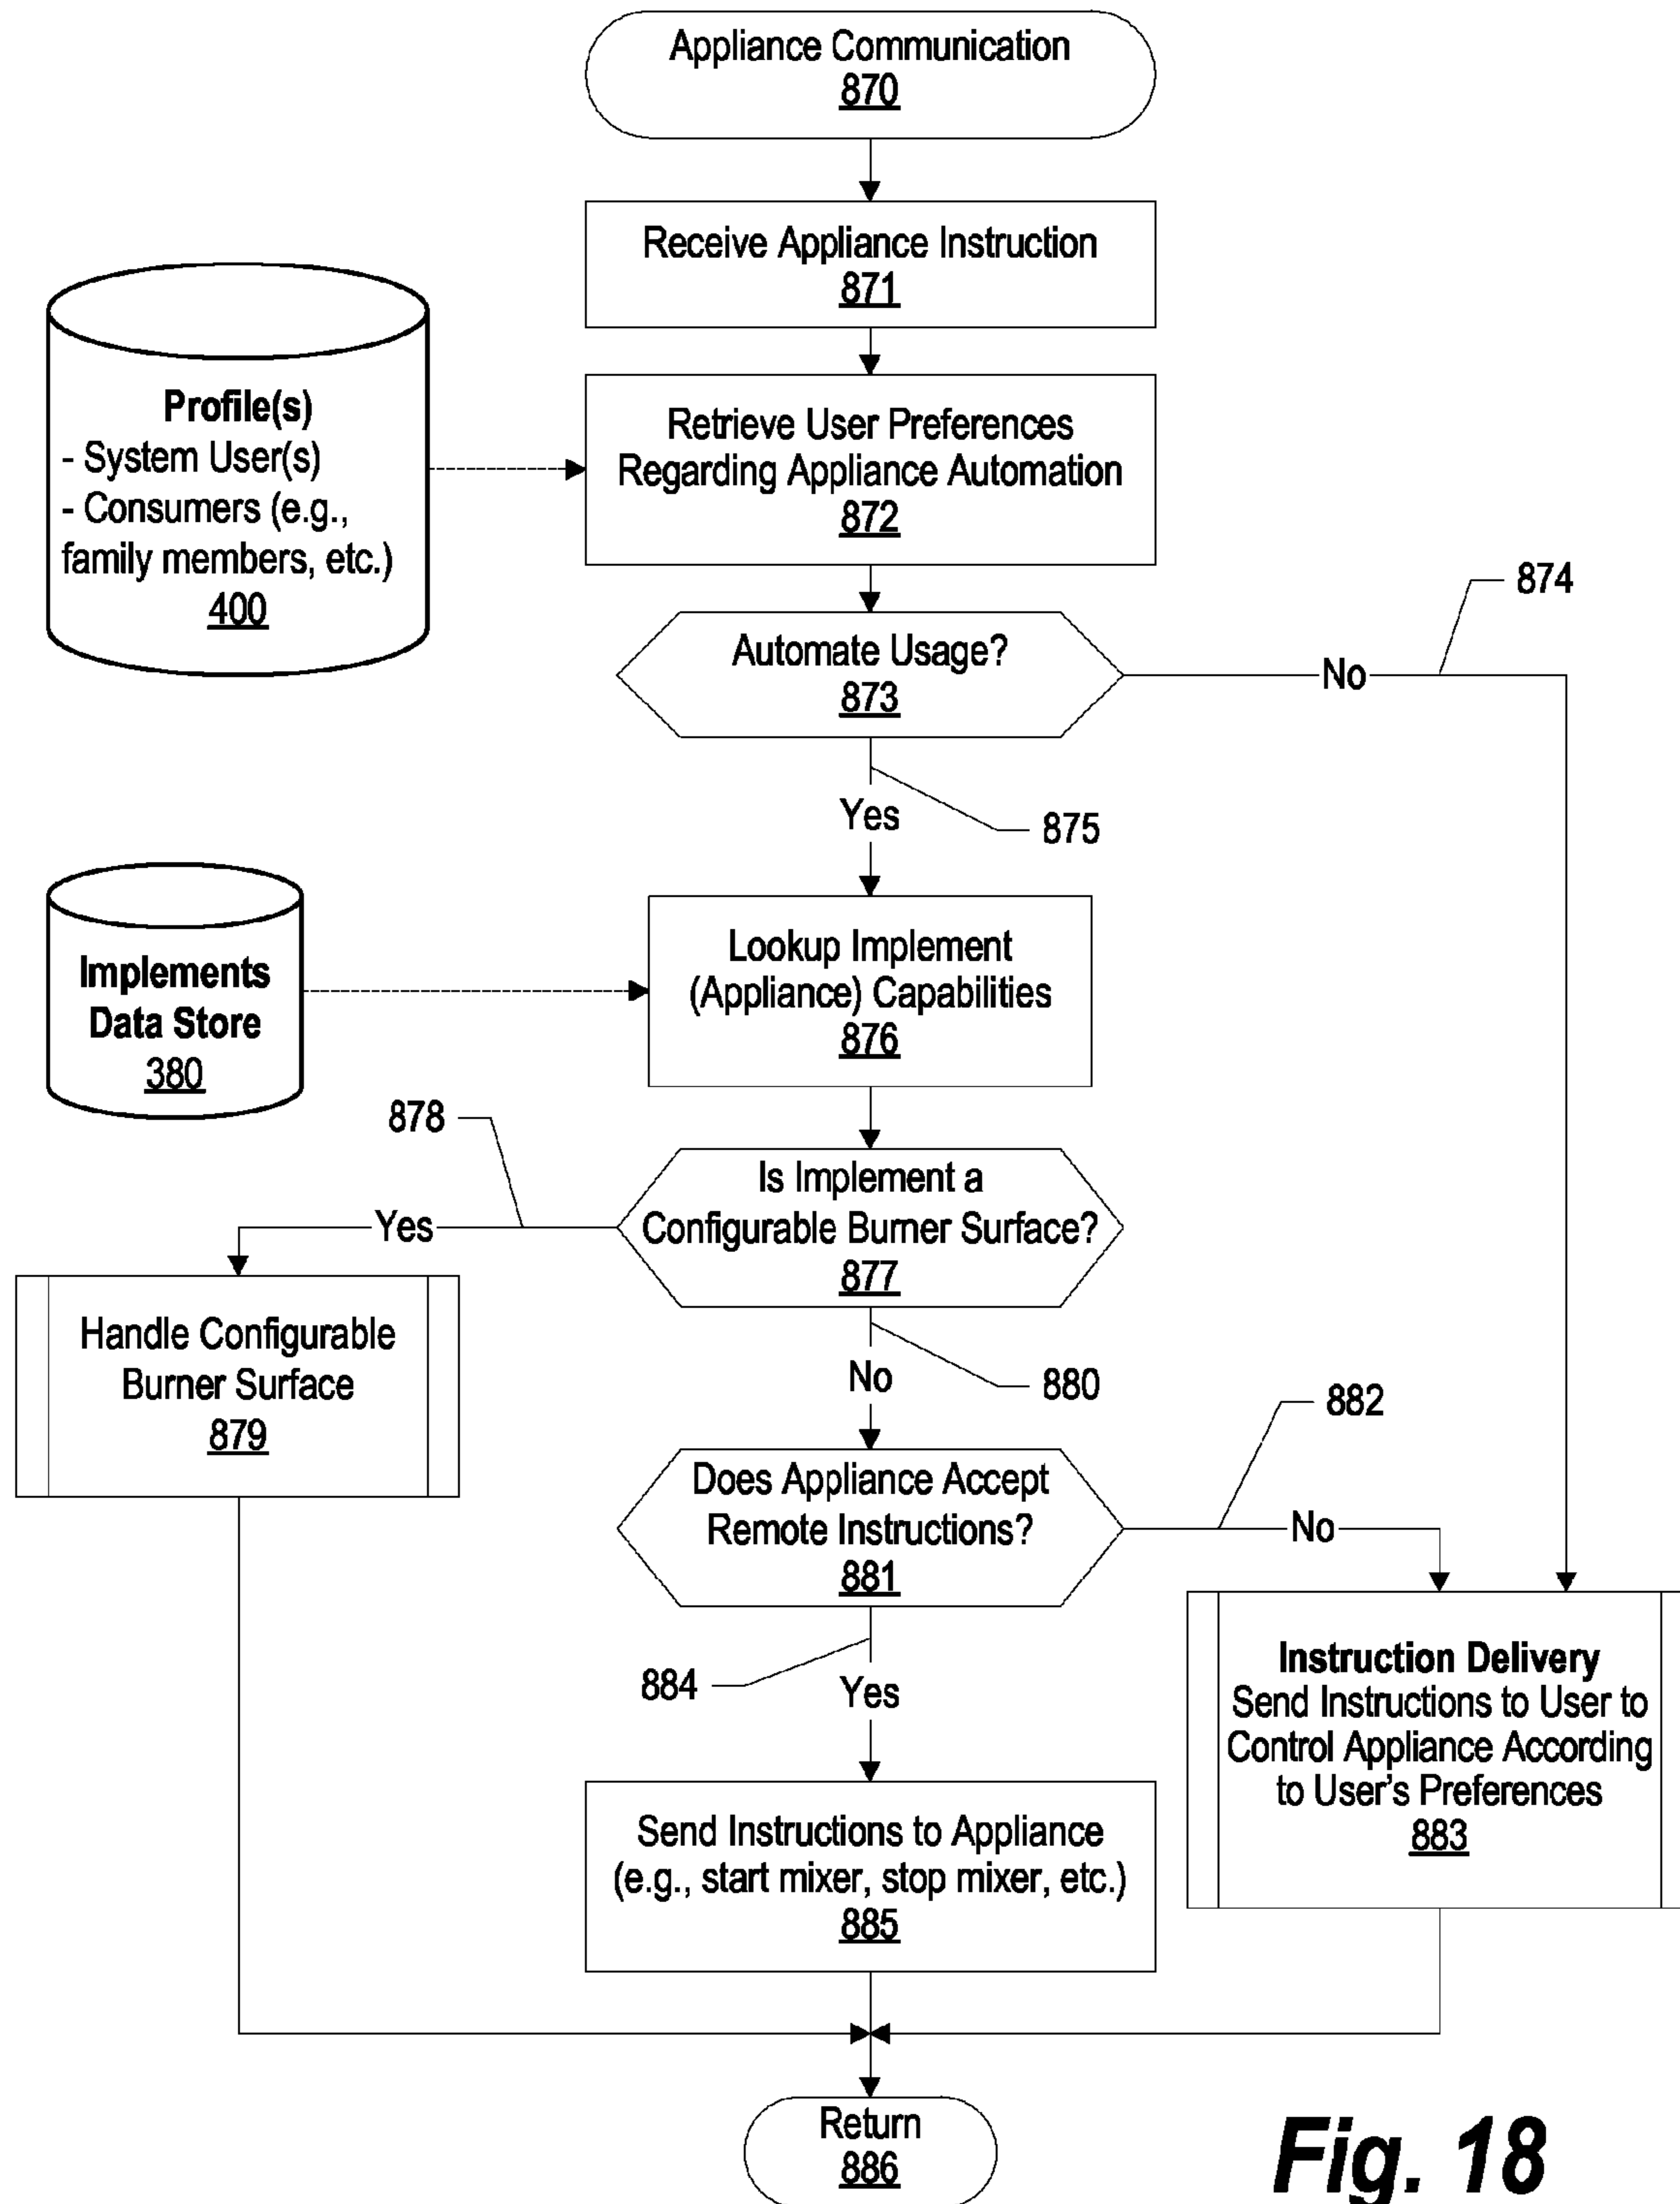 Appliance Communication
870
Receive Appliance Instruction
871
Profile(s)
- System User(s)
- Consumers (e.g.,
family members, etc.)
400
Retrieve User Preferences
Regarding Appliance Automation
872
874
Automate Usage?
873
No
Yes
875
Implements
Data Store
380
Lookup Implement
(Appliance) Capabilities
876
878
Is Implement a
Configurable Burner Surface?
877
Yes
Handle Configurable
Burner Surface
879
No
880
882
Does Appliance Accept
Remote Instructions?
881
No
884
Yes
Instruction Delivery
Send Instructions to User to
Control Appliance According
to User's Preferences
883
Send Instructions to Appliance
(e.g., start mixer, stop mixer, etc.)
885
Return
886
Fig. 18